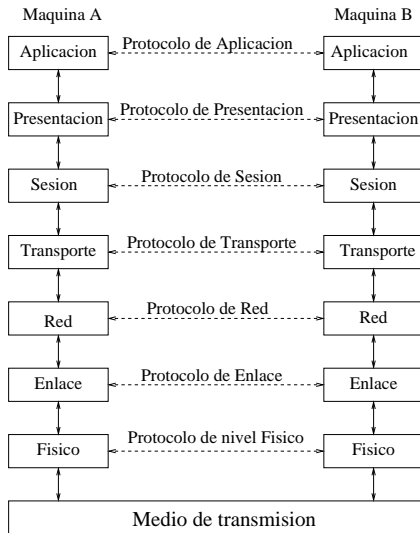 Maquina A Maquina B
Aplicacion Protocolo de Aplicacion Aplicacion
Presentacion Protocolo de Presentacion Presentacion
Sesion Protocolo de Sesion Sesion
Transporte Protocolo de Transporte Transporte
Red Protocolo de Red Red
Enlace Protocolo de Enlace Enlace
Fisico Protocolo de nivel Fisico Fisico
Medio de transmision